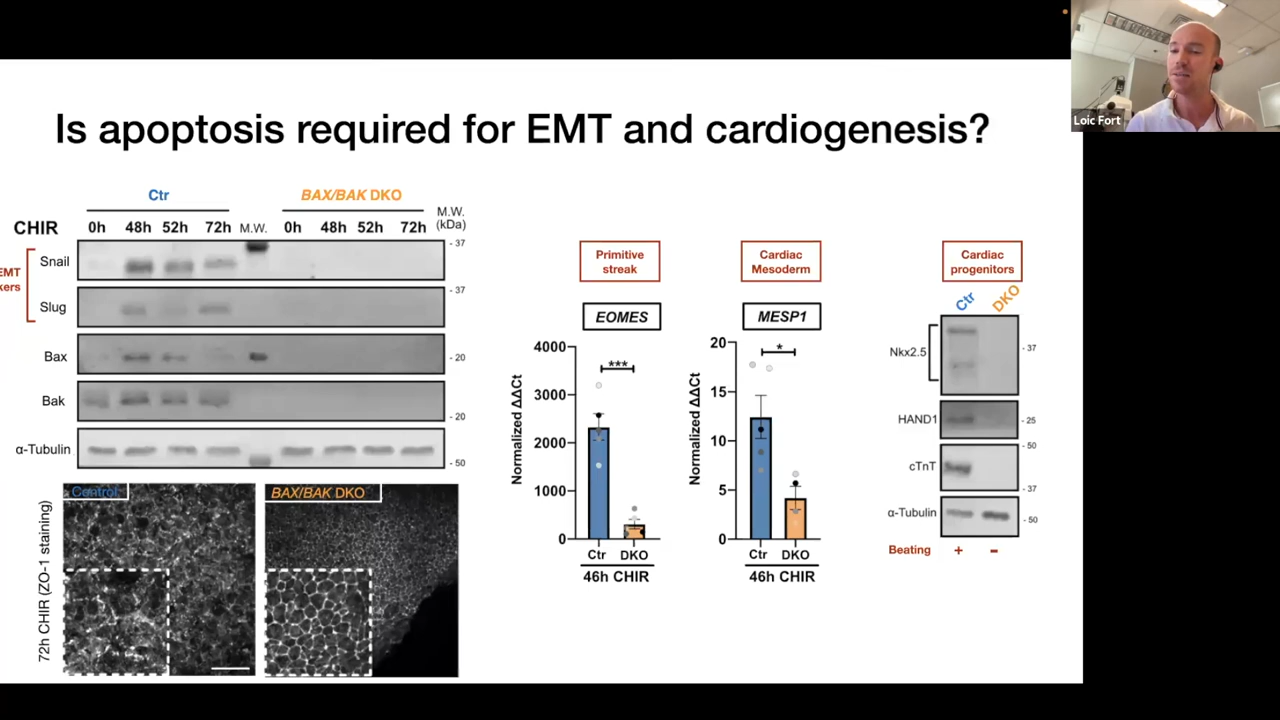 Loic Fort
Is apoptosis required for EMT and cardiogenesis?
Ctr
BAX/BAK DKO
CHIR
0h 48h 52h 72h M.W. 0h 48h 52h 72h
M.W.
(kDa)
EMT
kers
Snail
- 37
Slug
- 37
Bax
- 20
Bak
- 20
α-Tubulin
- 50
72h CHIR (ZO-1 staining)
Control
BAX/BAK DKO
Primitive
streak
EOMES
Normalized ΔΔCt
4000
3000
2000
1000
0
***
Ctr DKO
46h CHIR
Cardiac
Mesoderm
MESP1
Normalized ΔΔCt
20
15
10
5
0
*
Ctr DKO
46h CHIR
Cardiac
progenitors
Ctr DKO
Nkx2.5
- 37
HAND1
- 25
- 50
cTnT
- 37
α-Tubulin
- 50
Beating + -